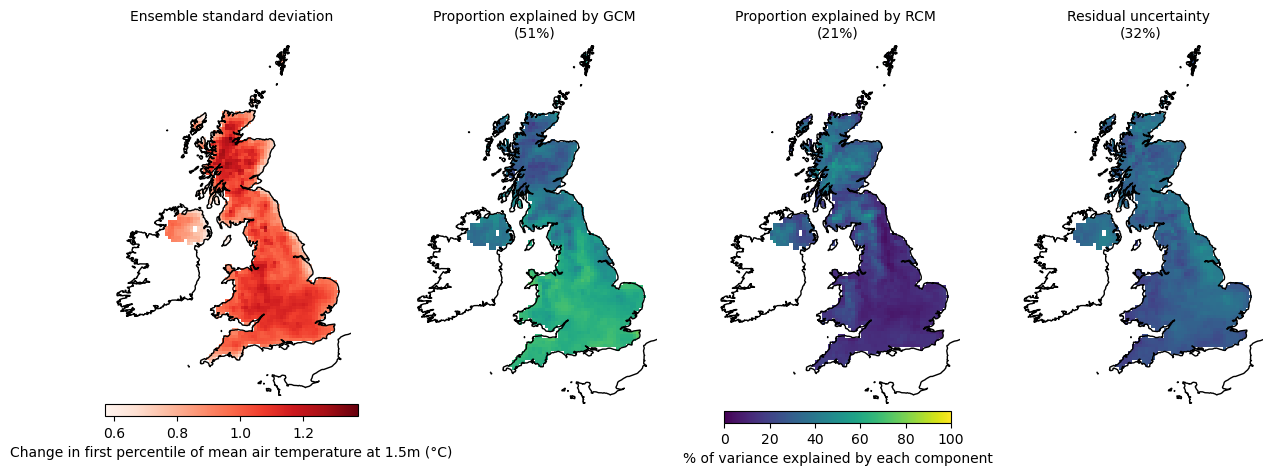 Ensemble standard deviation
Proportion explained by GCM
(51%)
Proportion explained by RCM
(21%)
Residual uncertainty
(32%)
0.6 0.8 1.0 1.2
Change in first percentile of mean air temperature at 1.5m (°C)
0 20 40 60 80 100
% of variance explained by each component